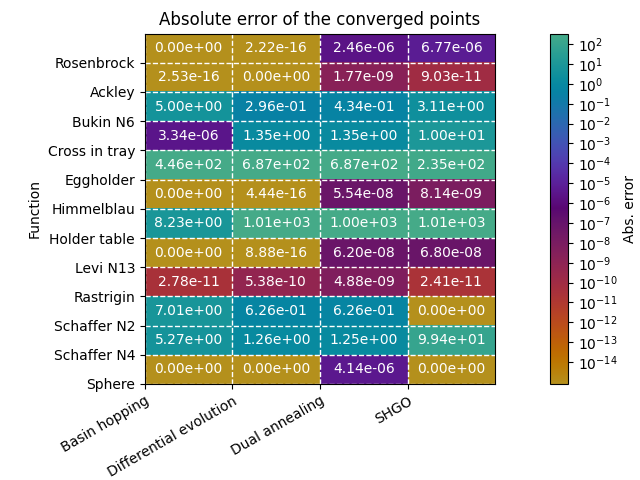 Absolute error of the converged points
0.00e+00 2.22e-16 2.46e-06 6.77e-06
Rosenbrock
2.53e-16 0.00e+00 1.77e-09 9.03e-11
Ackley
5.00e+00 2.96e-01 4.34e-01 3.11e+00
Bukin N6
3.34e-06 1.35e+00 1.35e+00 1.00e+01
Cross in tray
4.46e+02 6.87e+02 6.87e+02 2.35e+02
Eggholder
0.00e+00 4.44e-16 5.54e-08 8.14e-09
Himmelblau
8.23e+00 1.01e+03 1.00e+03 1.01e+03
Holder table
0.00e+00 8.88e-16 6.20e-08 6.80e-08
Levi N13
2.78e-11 5.38e-10 4.88e-09 2.41e-11
Rastrigin
7.01e+00 6.26e-01 6.26e-01 0.00e+00
Schaffer N2
5.27e+00 1.26e+00 1.25e+00 9.94e+01
Schaffer N4
0.00e+00 0.00e+00 4.14e-06 0.00e+00
Sphere
Function
Basin hopping
Differential evolution
Dual annealing
SHGO
10²
10¹
10⁰
10⁻¹
10⁻²
10⁻³
10⁻⁴
10⁻⁵
10⁻⁶
10⁻⁷
10⁻⁸
10⁻⁹
10⁻¹⁰
10⁻¹¹
10⁻¹²
10⁻¹³
10⁻¹⁴
Abs. error